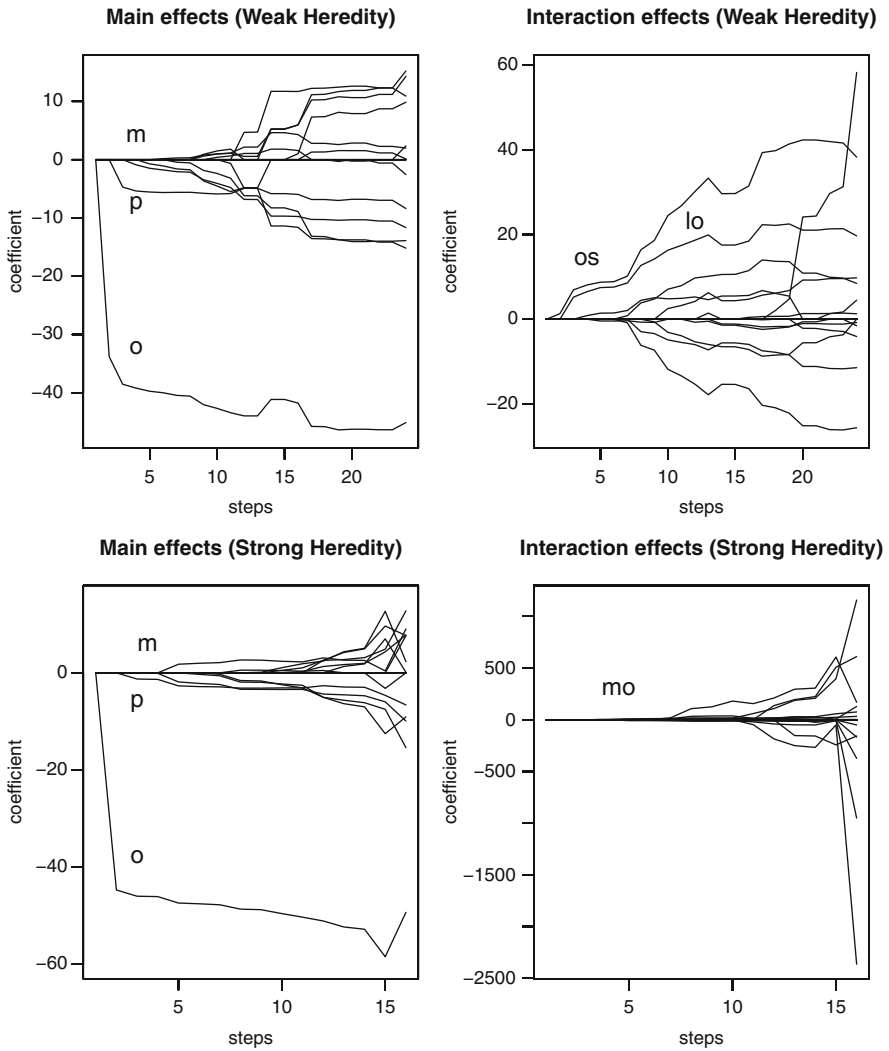 Main effects (Weak Heredity)
10
0
−10
−20
−30
−40
coefficient
m
p
o
5
10
15
20
steps
Interaction effects (Weak Heredity)
60
40
20
0
−20
coefficient
os
lo
5
10
15
20
steps
Main effects (Strong Heredity)
0
−20
−40
−60
coefficient
m
p
o
5
10
15
steps
Interaction effects (Strong Heredity)
500
0
−500
−1500
−2500
coefficient
mo
5
10
15
steps